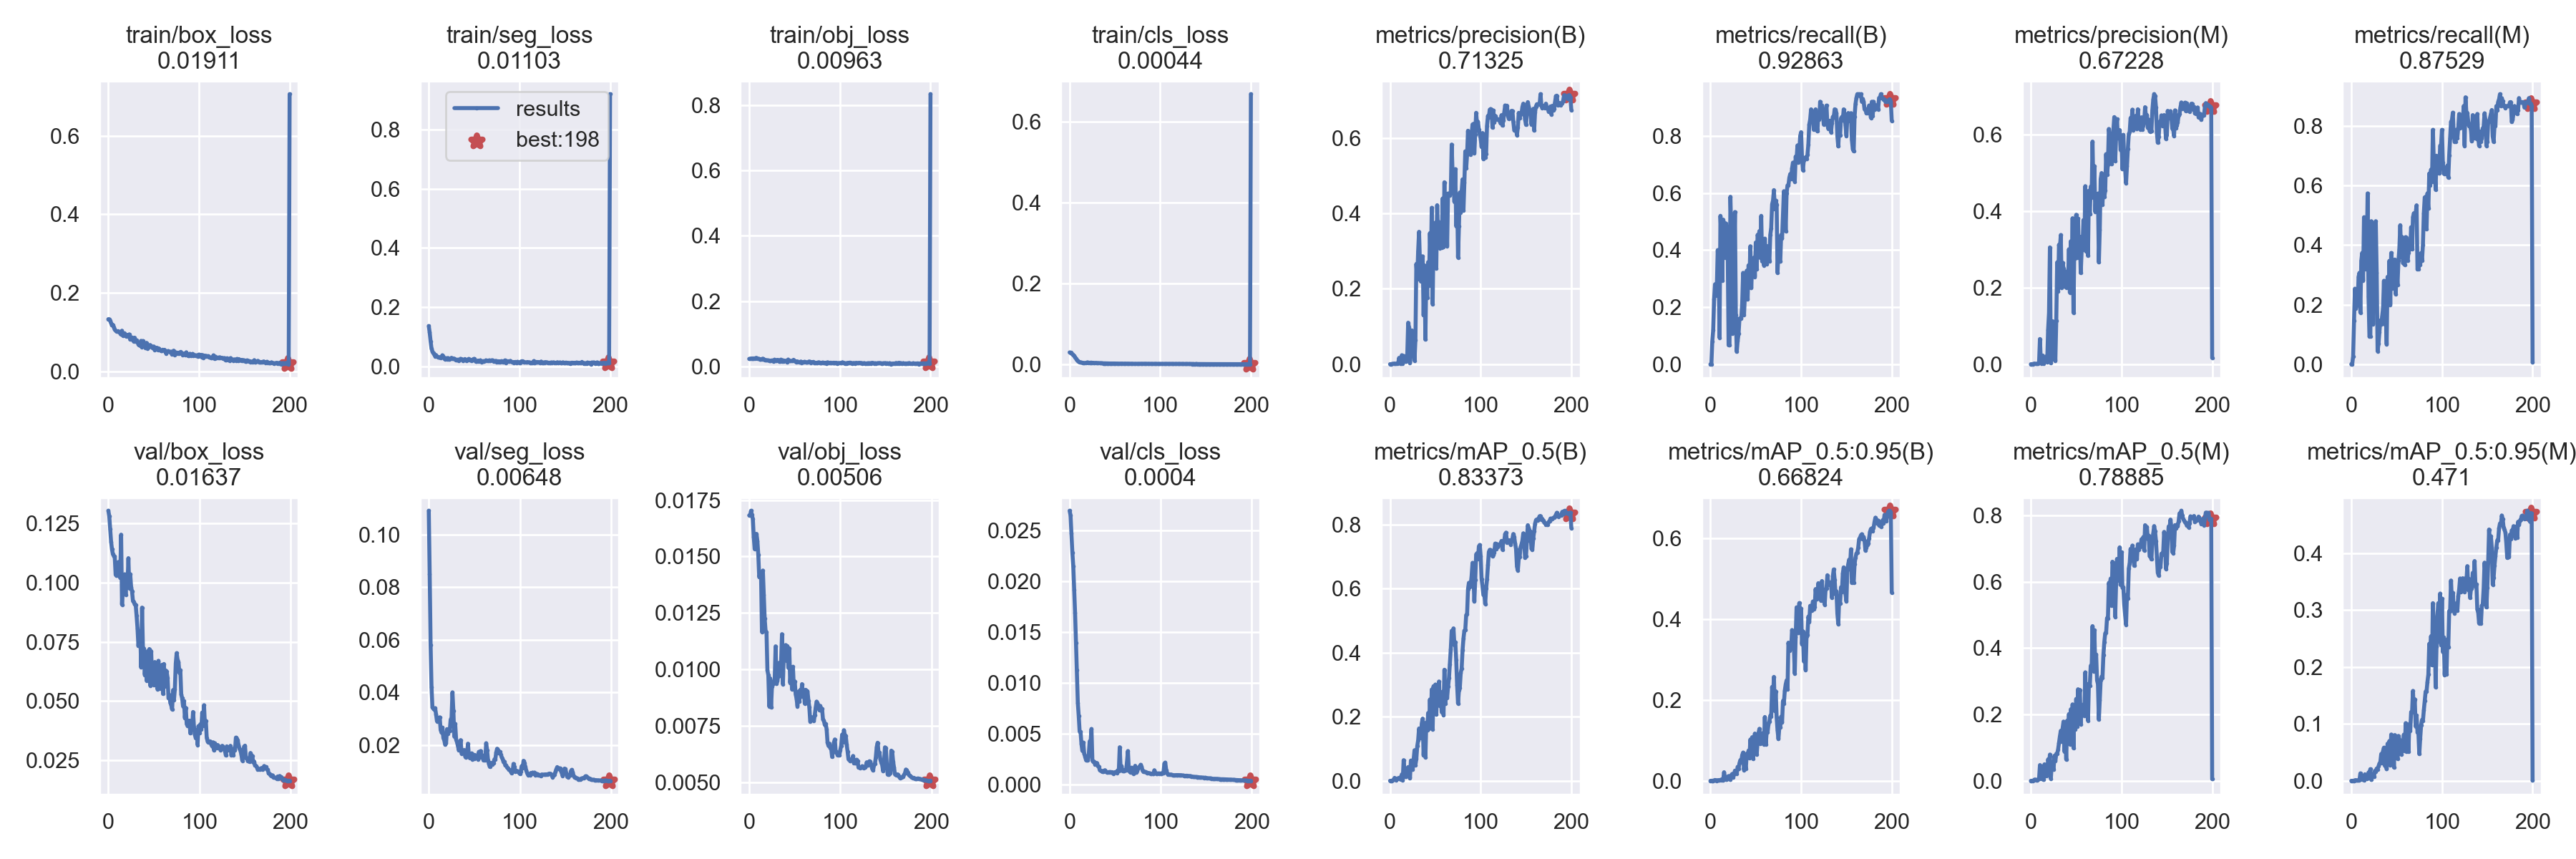 train/box_loss
0.01911
train/seg_loss
0.01103
train/obj_loss
0.00963
train/cls_loss
0.00044
metrics/precision(B)
0.71325
metrics/recall(B)
0.92863
metrics/precision(M)
0.67228
metrics/recall(M)
0.87529
0.6
0.4
0.2
0.0
0 100 200
results
best:198
0.8
0.6
0.4
0.2
0.0
0 100 200
0.8
0.6
0.4
0.2
0.0
0 100 200
0.6
0.4
0.2
0.0
0 100 200
0.6
0.4
0.2
0.0
0 100 200
0.8
0.6
0.4
0.2
0.0
0 100 200
0.6
0.4
0.2
0.0
0 100 200
0.8
0.6
0.4
0.2
0.0
0 100 200
val/box_loss
0.01637
val/seg_loss
0.00648
val/obj_loss
0.00506
val/cls_loss
0.0004
metrics/mAP_0.5(B)
0.83373
metrics/mAP_0.5:0.95(B)
0.66824
metrics/mAP_0.5(M)
0.78885
metrics/mAP_0.5:0.95(M)
0.471
0.125
0.100
0.075
0.050
0.025
0 100 200
0.10
0.08
0.06
0.04
0.02
0 100 200
0.0175
0.0150
0.0125
0.0100
0.0075
0.0050
0 100 200
0.025
0.020
0.015
0.010
0.005
0.000
0 100 200
0.8
0.6
0.4
0.2
0.0
0 100 200
0.6
0.4
0.2
0.0
0 100 200
0.8
0.6
0.4
0.2
0.0
0 100 200
0.4
0.3
0.2
0.1
0.0
0 100 200